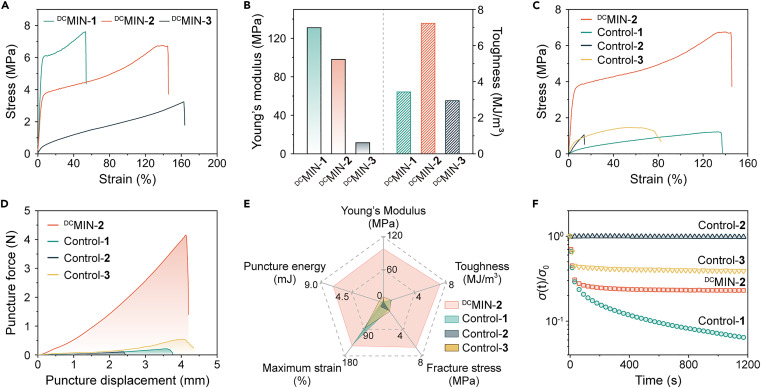 A
DCMIN-1 DCMIN-2 DCMIN-3
Stress (MPa)
8
6
4
2
0
0 40 80 120 160 200
Strain (%)
B
Young's modulus (MPa)
160
120
80
40
0
DCMIN-1
DCMIN-2
DCMIN-3
DCMIN-1
DCMIN-2
DCMIN-3
8
6
4
2
0
Toughness (MJ/m³)
C
DCMIN-2
Control-1
Control-2
Control-3
Stress (MPa)
8
6
4
2
0
0 40 80 120 160
Strain (%)
D
DCMIN-2
Control-1
Control-2
Control-3
Puncture force (N)
5
4
3
2
1
0
0 1 2 3 4 5
Puncture displacement (mm)
E
Young's Modulus
(MPa)
120
60
0
Puncture energy
(mJ)
9.0
4.5
Toughness
(MJ/m³)
8
4
DCMIN-2
Control-1
Control-2
Control-3
90
4
180
8
Maximum strain
(%)
Fracture stress
(MPa)
F
σ(t)/σ0
10⁰
10⁻¹
Control-2
Control-3
DCMIN-2
Control-1
0 300 600 900 1200
Time (s)